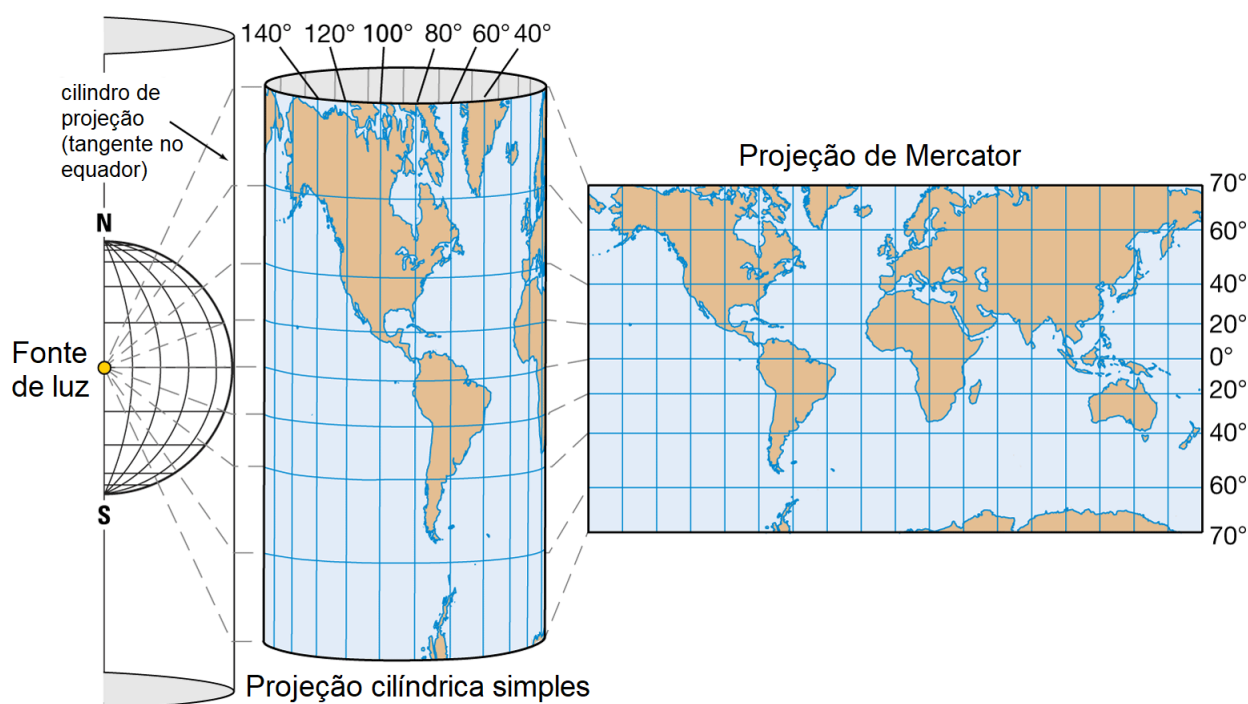 140° 120° 100° 80° 60° 40°
cilindro de
projeção
(tangente no
equador)
N
Fonte
de luz
S
Projeção cilíndrica simples
Projeção de Mercator
70°
60°
40°
20°
0°
20°
40°
60°
70°